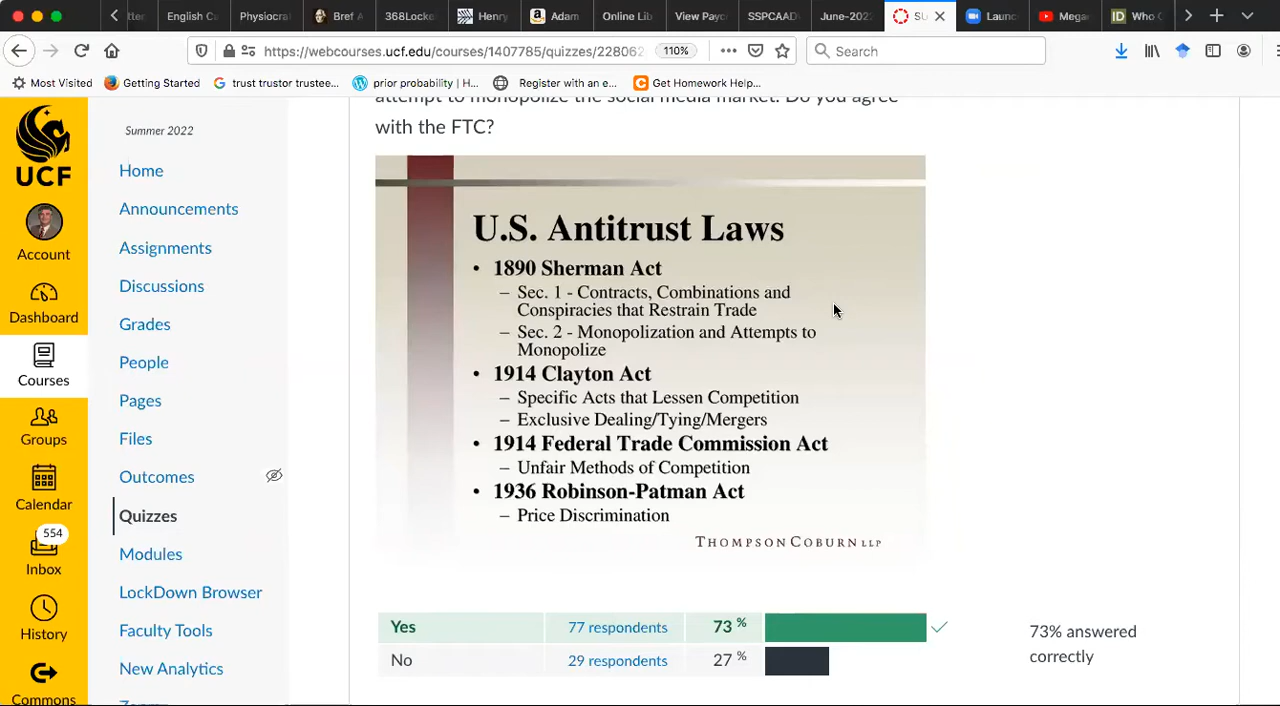 tter
English C
Physiocra
Bref A
368Locke
Henry
Adam
Online Lib
View Payc
SSPCAAD
June-2022
SU
Launc
Mega
Who C
https://webcourses.ucf.edu/courses/1407785/quizzes/228062
110%
Search
Most Visited
Getting Started
trust trustor trustee...
prior probability | H...
Register with an e...
Get Homework Help...
UCF
Account
Dashboard
Courses
Groups
Calendar
554
Inbox
History
Commons
Summer 2022
Home
Announcements
Assignments
Discussions
Grades
People
Pages
Files
Outcomes
Quizzes
Modules
LockDown Browser
Faculty Tools
New Analytics
attempt to monopolize the social media market. Do you agree
with the FTC?
U.S. Antitrust Laws
• 1890 Sherman Act
– Sec. 1 - Contracts, Combinations and
Conspiracies that Restrain Trade
– Sec. 2 - Monopolization and Attempts to
Monopolize
• 1914 Clayton Act
– Specific Acts that Lessen Competition
– Exclusive Dealing/Tying/Mergers
• 1914 Federal Trade Commission Act
– Unfair Methods of Competition
• 1936 Robinson-Patman Act
– Price Discrimination
THOMPSON COBURN LLP
Yes 77 respondents 73 %
No 29 respondents 27 %
73% answered
correctly